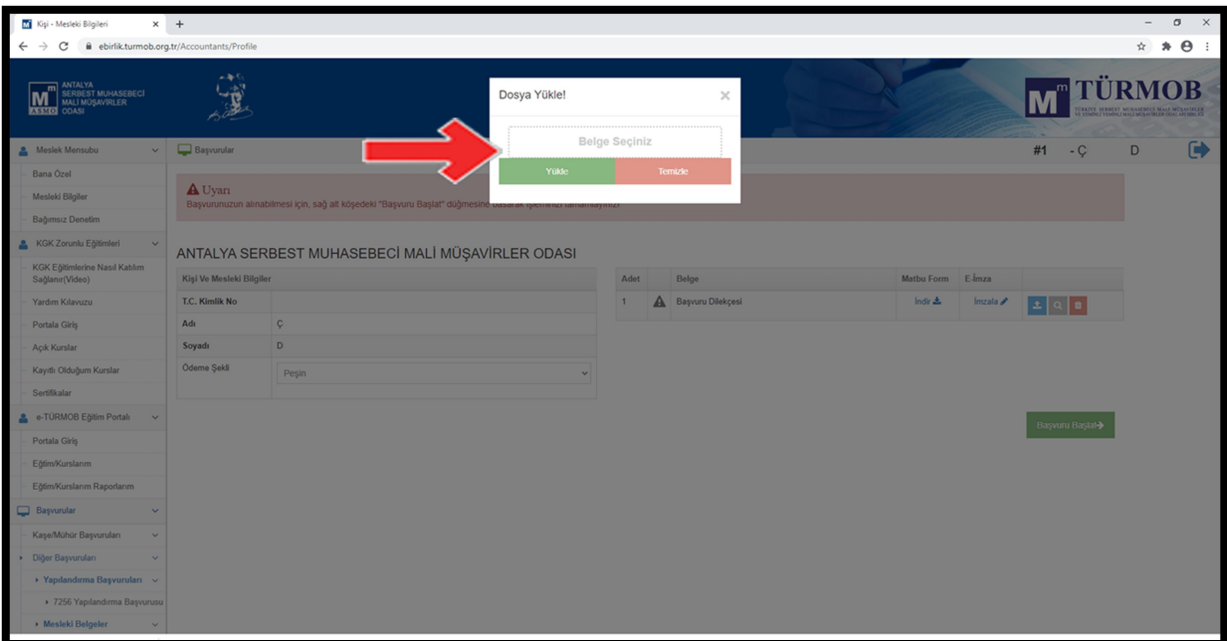 Kişi - Mesleki Bilgileri
ebirlik.turmob.org.tr/Accountants/Profile
ANTALYA
SERBEST MUHASEBECİ
MALİ MÜŞAVİRLER
ASMO ODASI
TÜRMOB
Dosya Yükle!
Belge Seçiniz
Yükle Temizle
Meslek Mensubu
Başvurular
#1 - Ç D
Bana Özel
Mesleki Bilgiler
Bağımsız Denetim
Uyarı
Başvurunuzun alınabilmesi için, sağ alt köşedeki "Başvuru Başlat" düğmesine basarak işleminizi tamamlayınız
KGK Zorunlu Eğitimleri
KGK Eğitimlerine Nasıl Katılım
Sağlanır(Video)
Yardım Kılavuzu
Portala Giriş
Açık Kurslar
Kayıtlı Olduğum Kurslar
Sertifikalar
e-TÜRMOB Eğitim Portalı
Portala Giriş
Eğitim/Kurslarım
Eğitim/Kurslarım Raporlarım
Başvurular
Kaşe/Mühür Başvuruları
Diğer Başvuruları
Yapılandırma Başvuruları
7256 Yapılandırma Başvurusu
Mesleki Belgeler
ANTALYA SERBEST MUHASEBECİ MALİ MÜŞAVİRLER ODASI
Kişi Ve Mesleki Bilgiler
T.C. Kimlik No
Adı Ç
Soyadı D
Ödeme Şekli Peşin
Adet Belge Matbu Form E-İmza
1 Başvuru Dilekçesi İndir İmzala
Başvuru Başlat